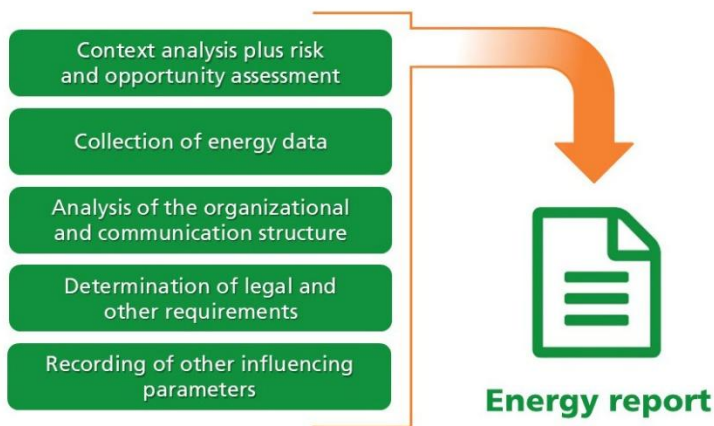 Context analysis plus risk
and opportunity assessment
Collection of energy data
Analysis of the organizational
and communication structure
Determination of legal and
other requirements
Recording of other influencing
parameters
Energy report